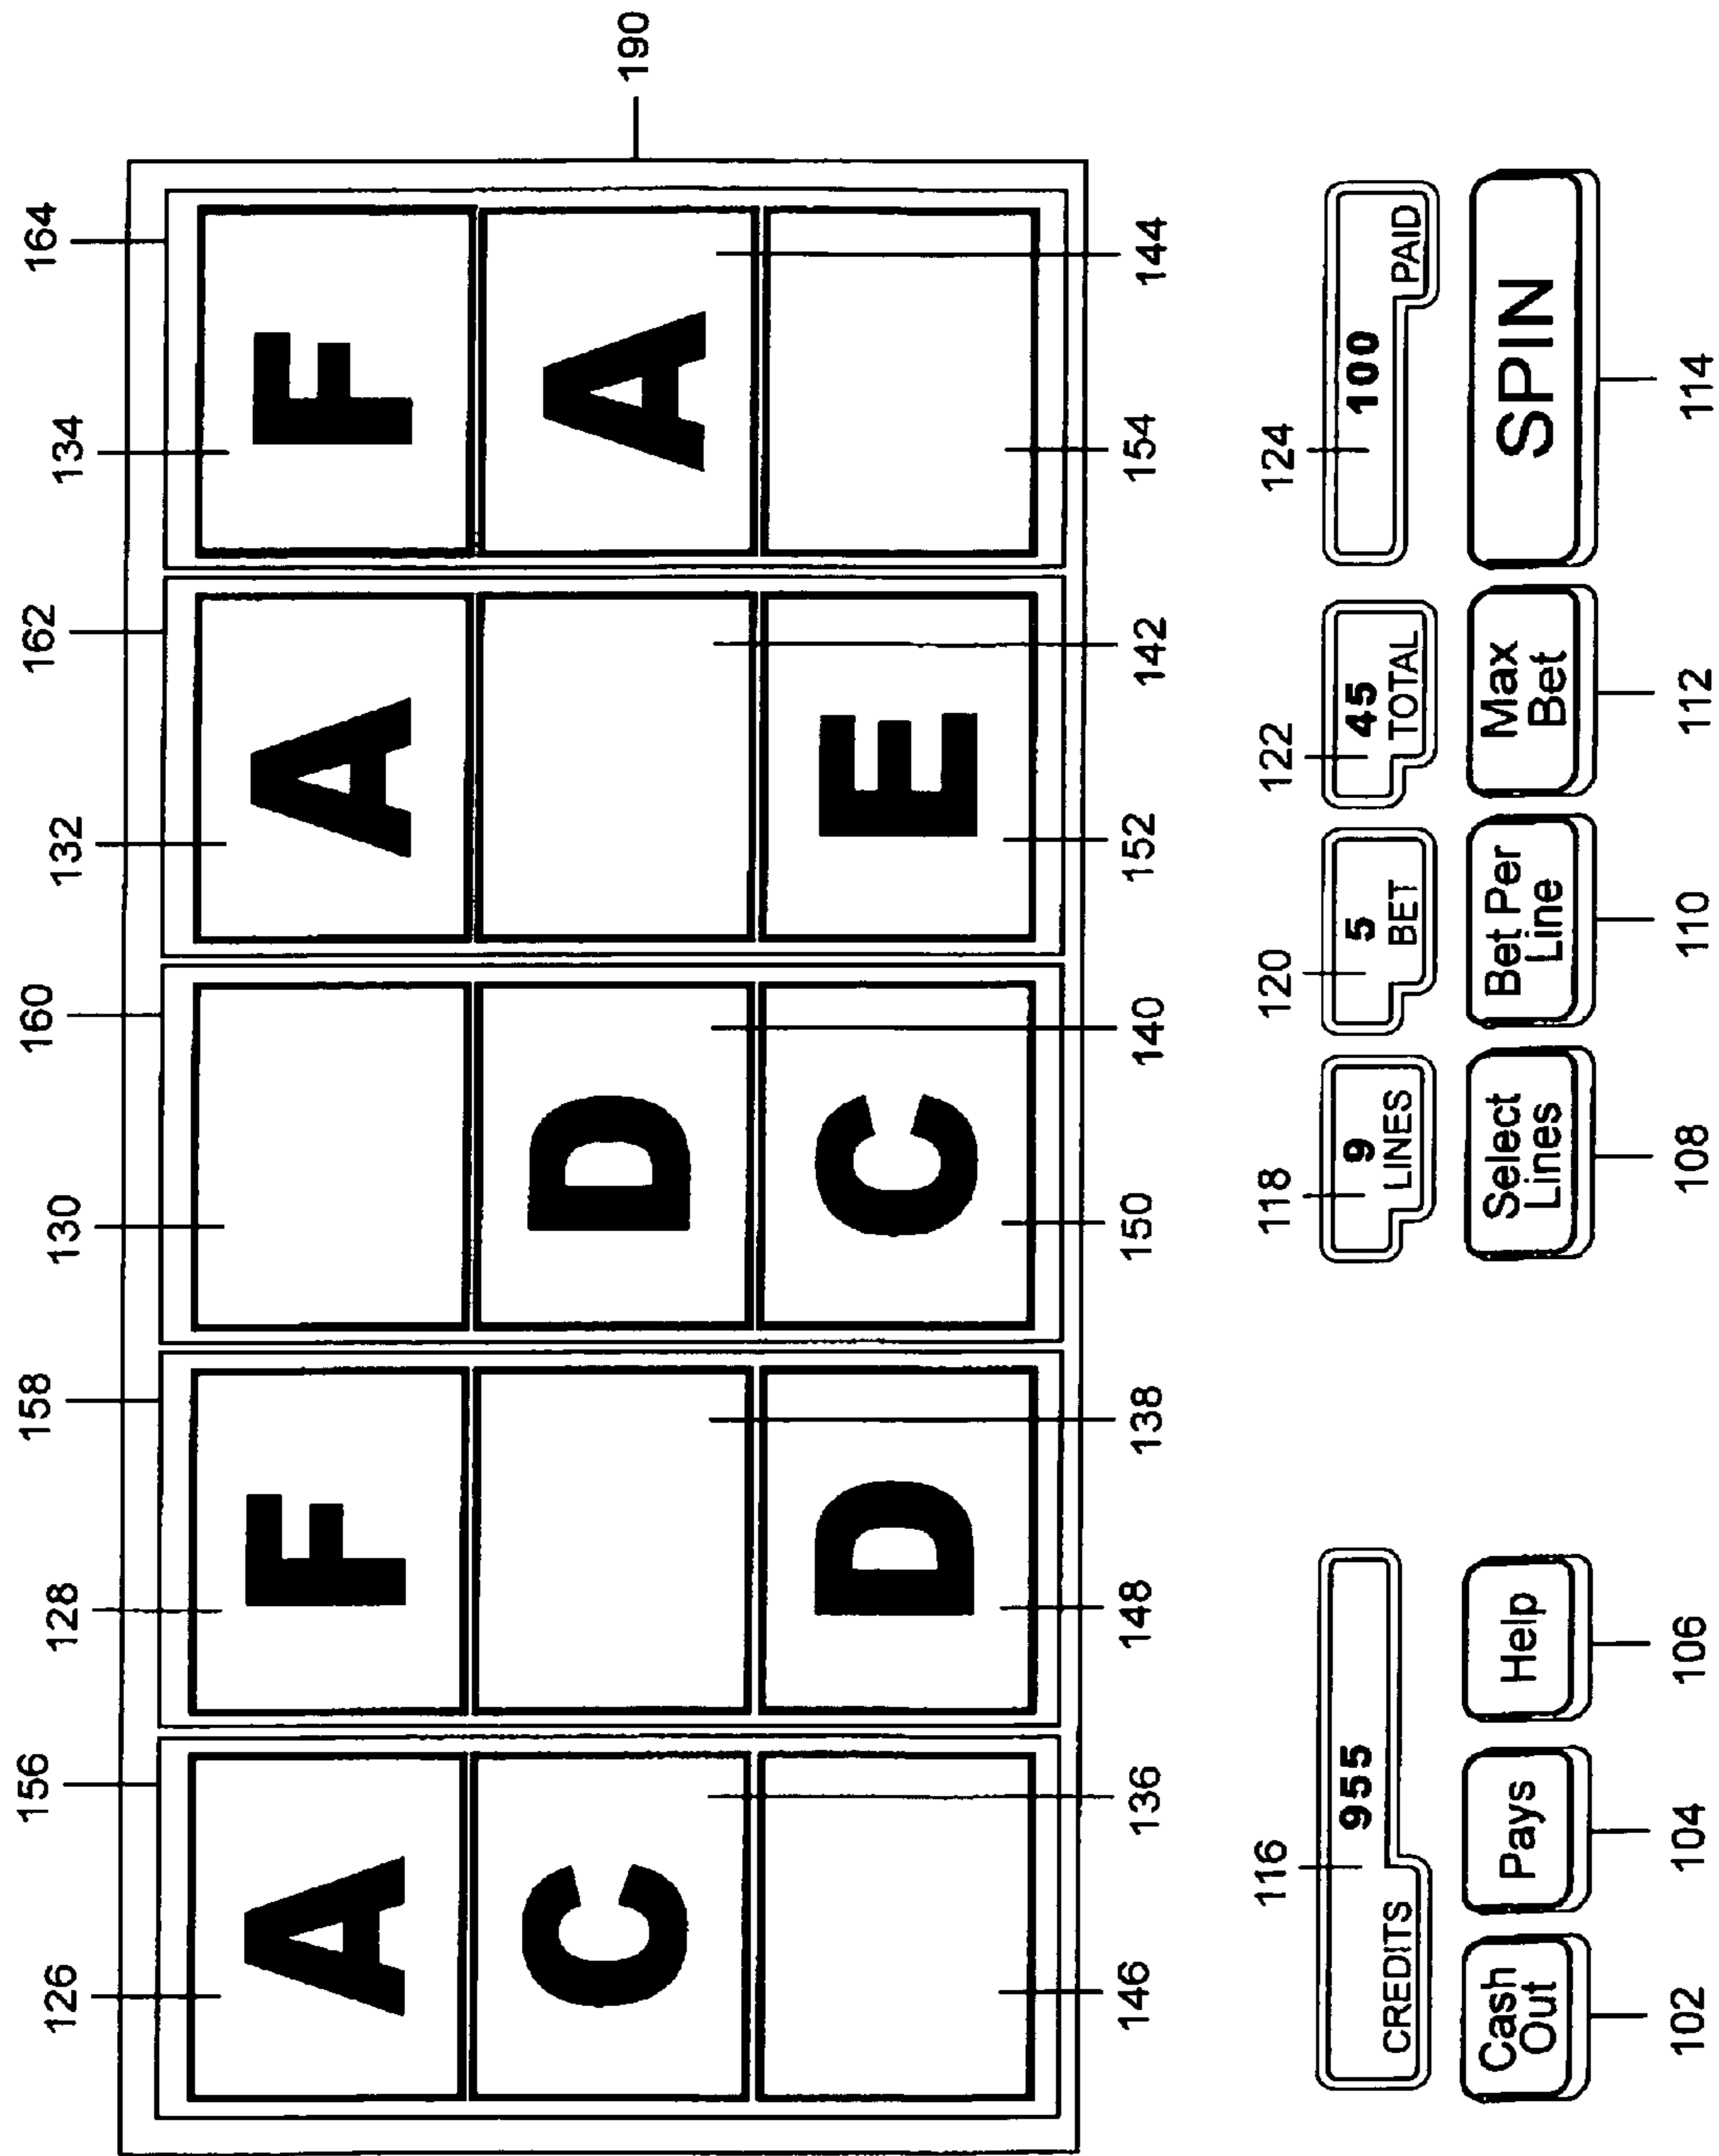 156 158 160 162 164
126 128 130 132 134
190
A F A F
C D A
D C E
136 138 140 142 144
146 148 150 152 154
116 118 120 122 124
955 9 5 45 100
CREDITS LINES BET TOTAL PAID
Cash Out Pays Help Select Lines Bet Per Line Max Bet SPIN
102 104 106 108 110 112 114